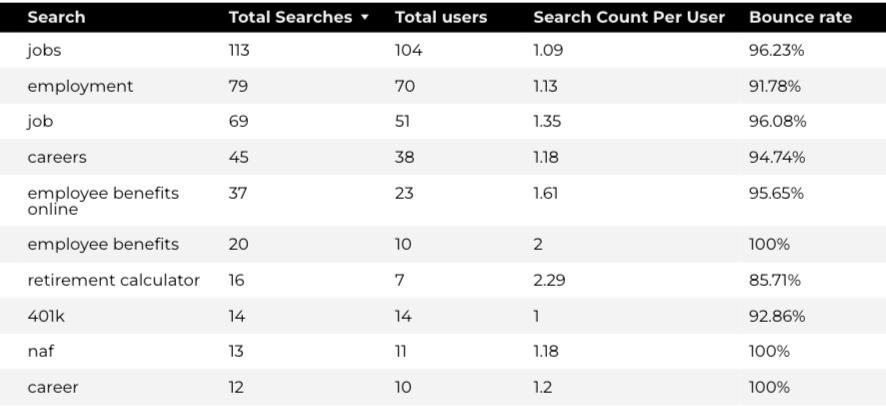 Search Total Searches ▼ Total users Search Count Per User Bounce rate
jobs 113 104 1.09 96.23%
employment 79 70 1.13 91.78%
job 69 51 1.35 96.08%
careers 45 38 1.18 94.74%
employee benefits 37 23 1.61 95.65%
online
employee benefits 20 10 2 100%
retirement calculator 16 7 2.29 85.71%
401k 14 14 1 92.86%
naf 13 11 1.18 100%
career 12 10 1.2 100%